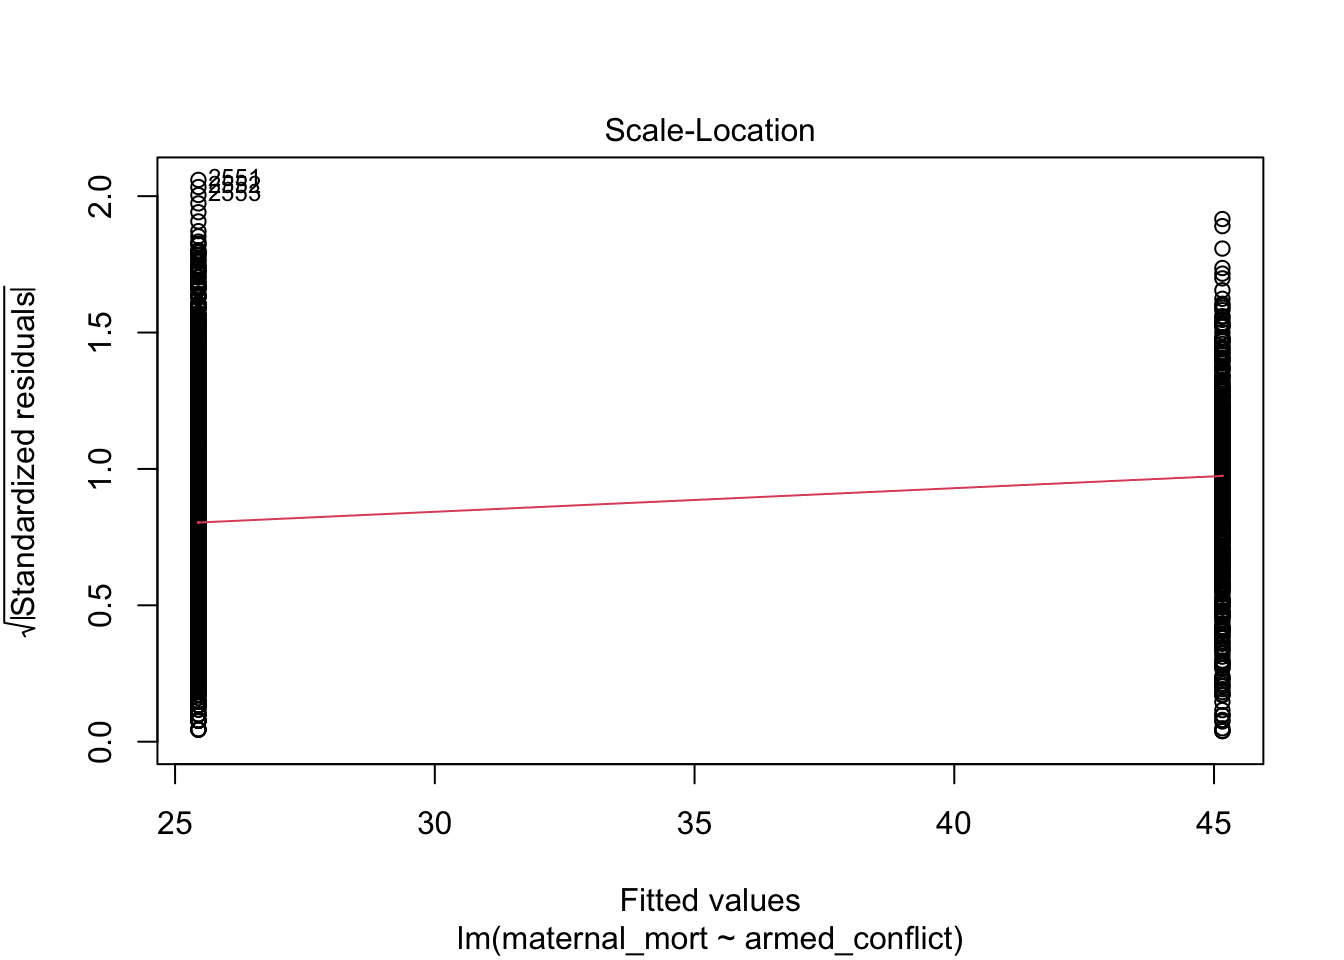 Scale-Location
2551
2553
√|Standardized residuals|
2.0
1.5
1.0
0.5
0.0
25 30 35 40 45
Fitted values
lm(maternal_mort ~ armed_conflict)